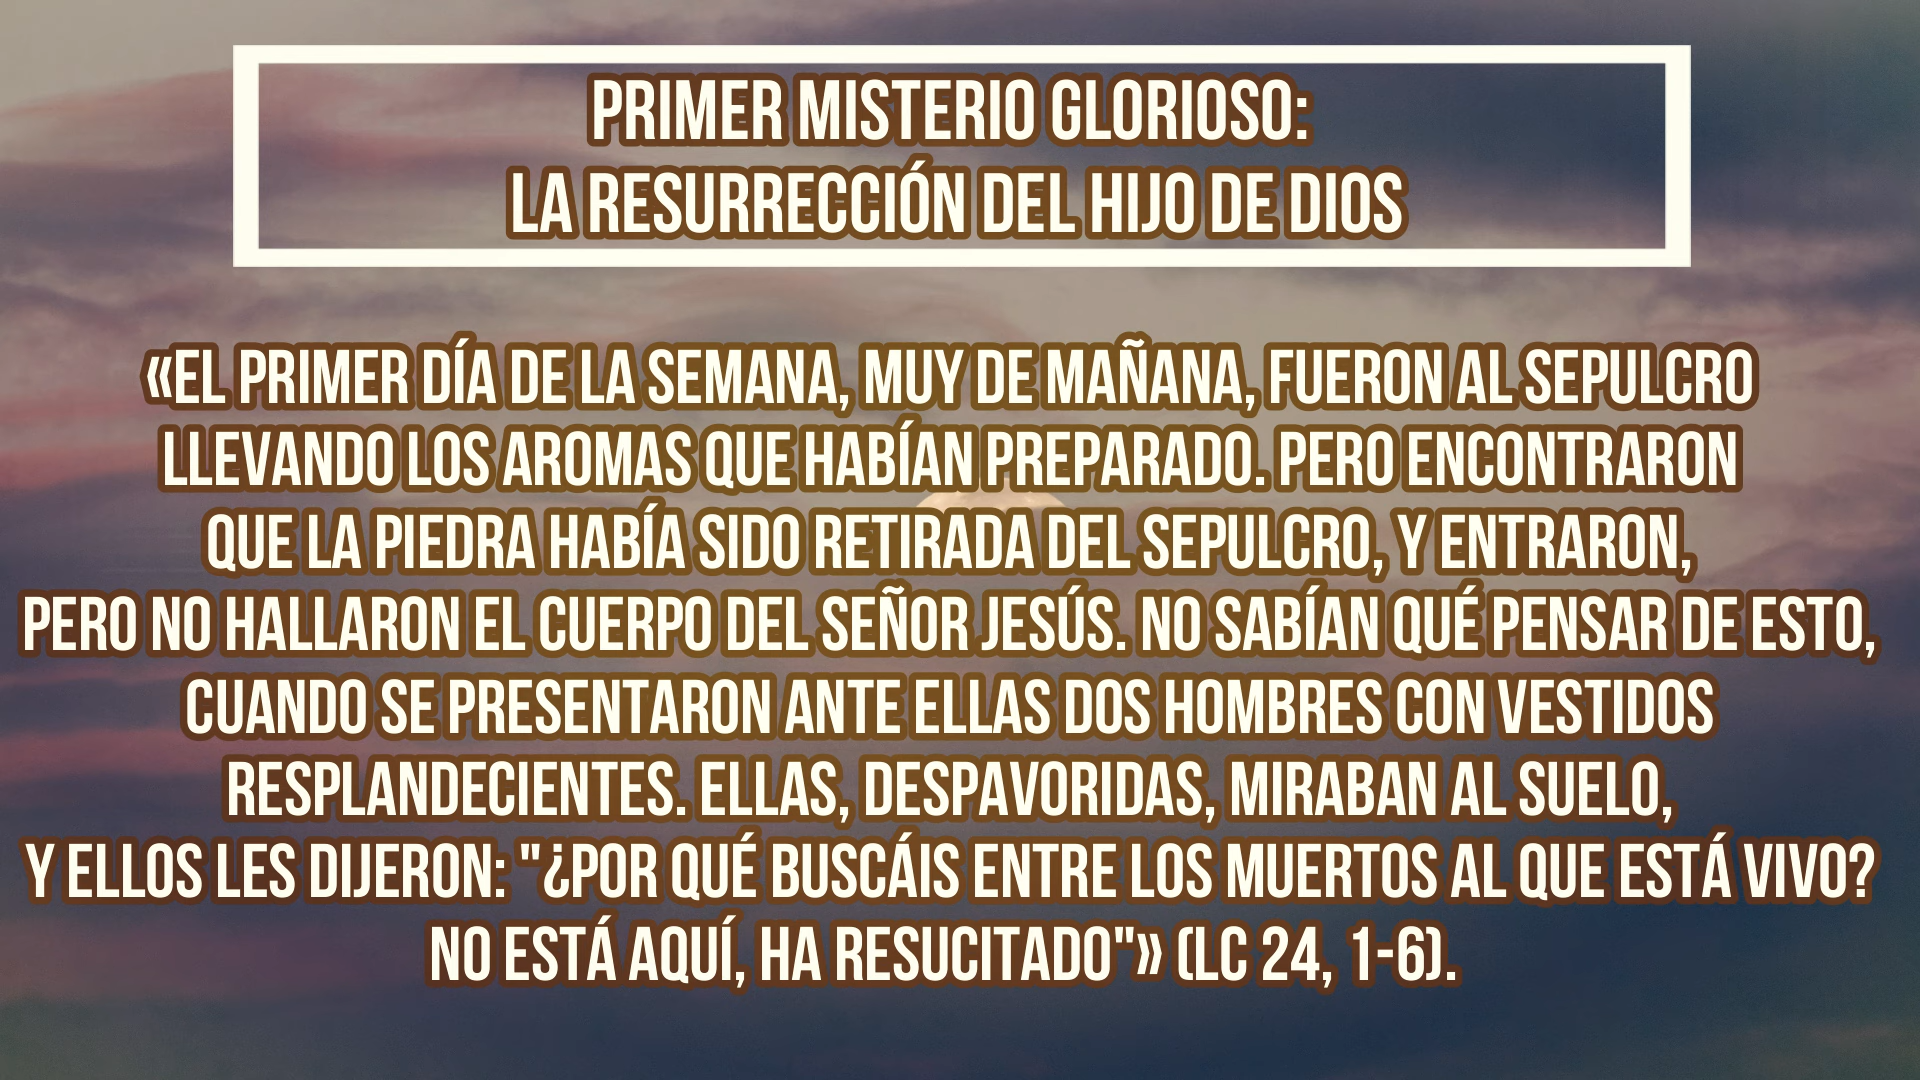 PRIMER MISTERIO GLORIOSO:
LA RESURRECCIÓN DEL HIJO DE DIOS
«EL PRIMER DÍA DE LA SEMANA, MUY DE MAÑANA, FUERON AL SEPULCRO
LLEVANDO LOS AROMAS QUE HABÍAN PREPARADO. PERO ENCONTRARON
QUE LA PIEDRA HABÍA SIDO RETIRADA DEL SEPULCRO, Y ENTRARON,
PERO NO HALLARON EL CUERPO DEL SEÑOR JESÚS. NO SABÍAN QUÉ PENSAR DE ESTO,
CUANDO SE PRESENTARON ANTE ELLAS DOS HOMBRES CON VESTIDOS
RESPLANDECIENTES. ELLAS, DESPAVORIDAS, MIRABAN AL SUELO,
Y ELLOS LES DIJERON: "¿POR QUÉ BUSCÁIS ENTRE LOS MUERTOS AL QUE ESTÁ VIVO?
NO ESTÁ AQUÍ, HA RESUCITADO"» (LC 24, 1-6).